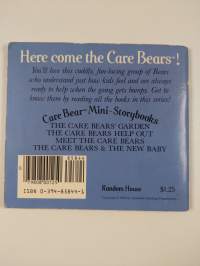 Here come the Care Bears™!
You'll love this cuddly, fun-loving group of Bears
who understand just how kids feel and are always
ready to help when the going gets bumpy. Get to
know them by reading all the books in this series!
Care Bear™ Mini-Storybooks
THE CARE BEARS' GARDEN
THE CARE BEARS HELP OUT
MEET THE CARE BEARS
THE CARE BEARS & THE NEW BABY
ISBN 0-394-85844-6
Random House
$1.25